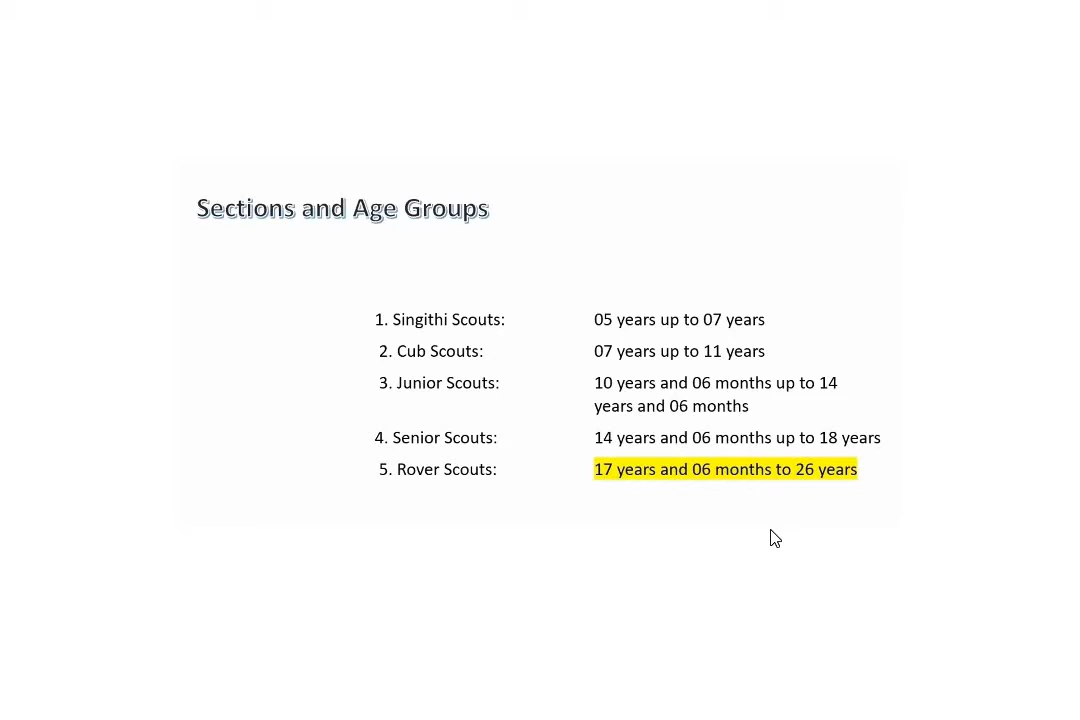 Sections and Age Groups
1. Singithi Scouts: 05 years up to 07 years
2. Cub Scouts: 07 years up to 11 years
3. Junior Scouts: 10 years and 06 months up to 14
years and 06 months
4. Senior Scouts: 14 years and 06 months up to 18 years
5. Rover Scouts: 17 years and 06 months to 26 years